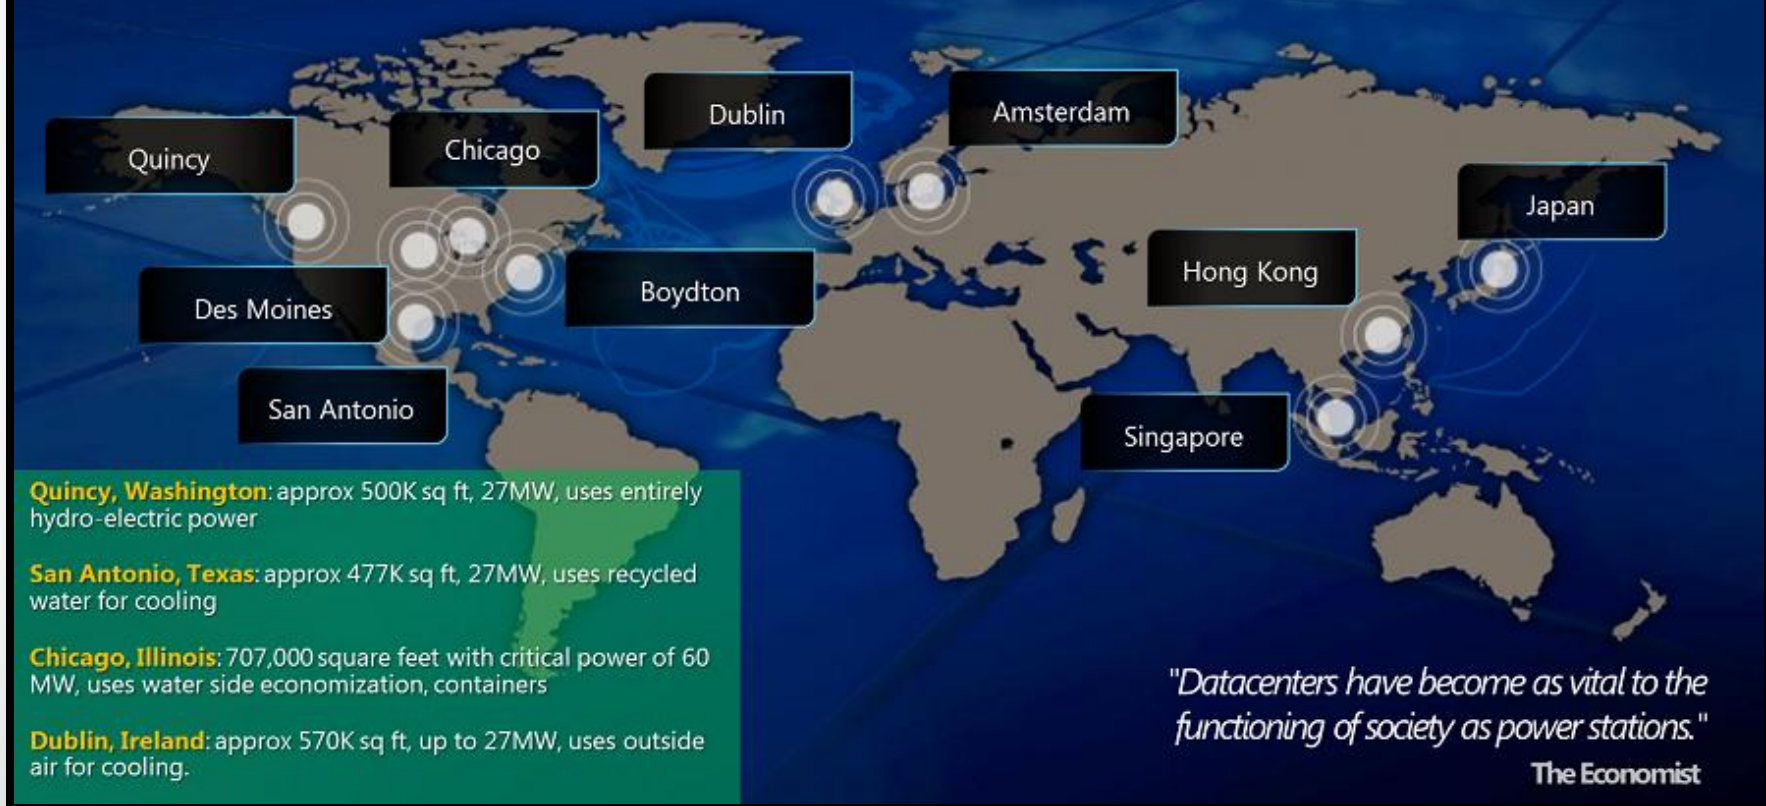 Dublin
Amsterdam
Quincy
Chicago
Japan
Hong Kong
Boydton
Des Moines
San Antonio
Singapore
Quincy, Washington: approx 500K sq ft, 27MW, uses entirely
hydro-electric power
San Antonio, Texas: approx 477K sq ft, 27MW, uses recycled
water for cooling
Chicago, Illinois: 707,000 square feet with critical power of 60
MW, uses water side economization, containers
Dublin, Ireland: approx 570K sq ft, up to 27MW, uses outside
air for cooling.
"Datacenters have become as vital to the
functioning of society as power stations."
The Economist